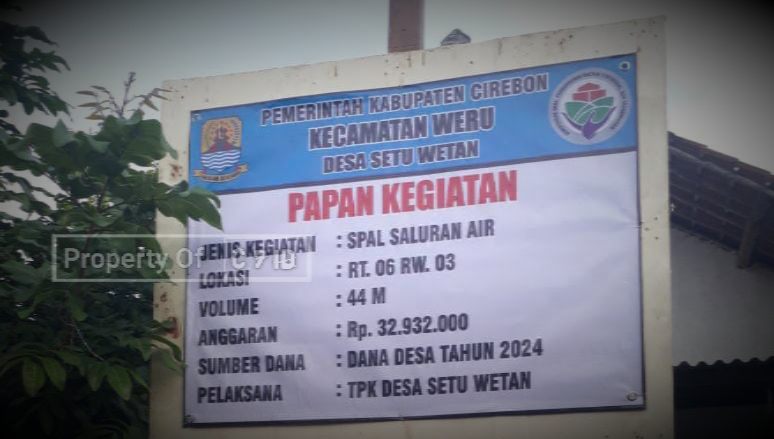 PEMERINTAH KABUPATEN CIREBON
KECAMATAN WERU
DESA SETU WETAN
PAPAN KEGIATAN
JENIS KEGIATAN : SPAL SALURAN AIR
LOKASI : RT. 06 RW. 03
VOLUME : 44 M
ANGGARAN : Rp. 32.932.000
SUMBER DANA : DANA DESA TAHUN 2024
PELAKSANA : TPK DESA SETU WETAN
Property Of